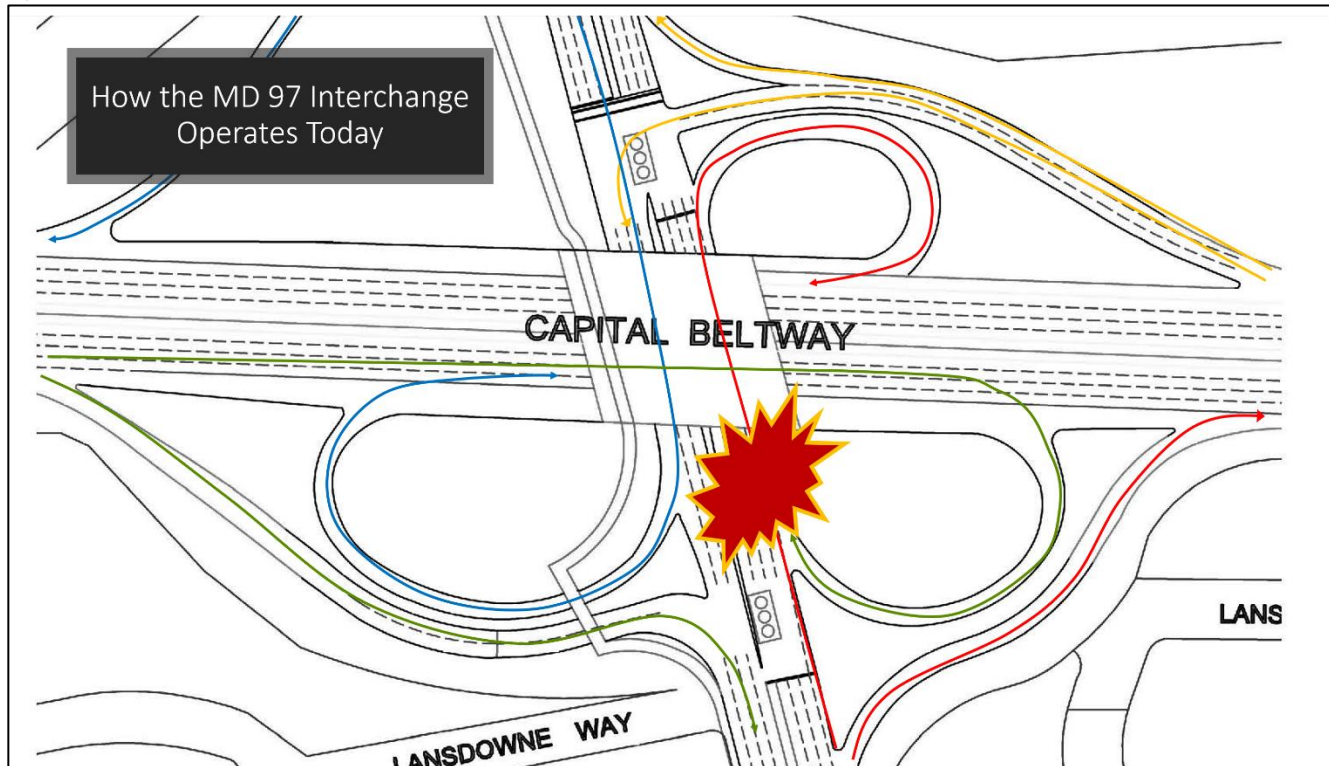 How the MD 97 Interchange
Operates Today
CAPITAL BELTWAY
LANS
LANSDOWNE WAY